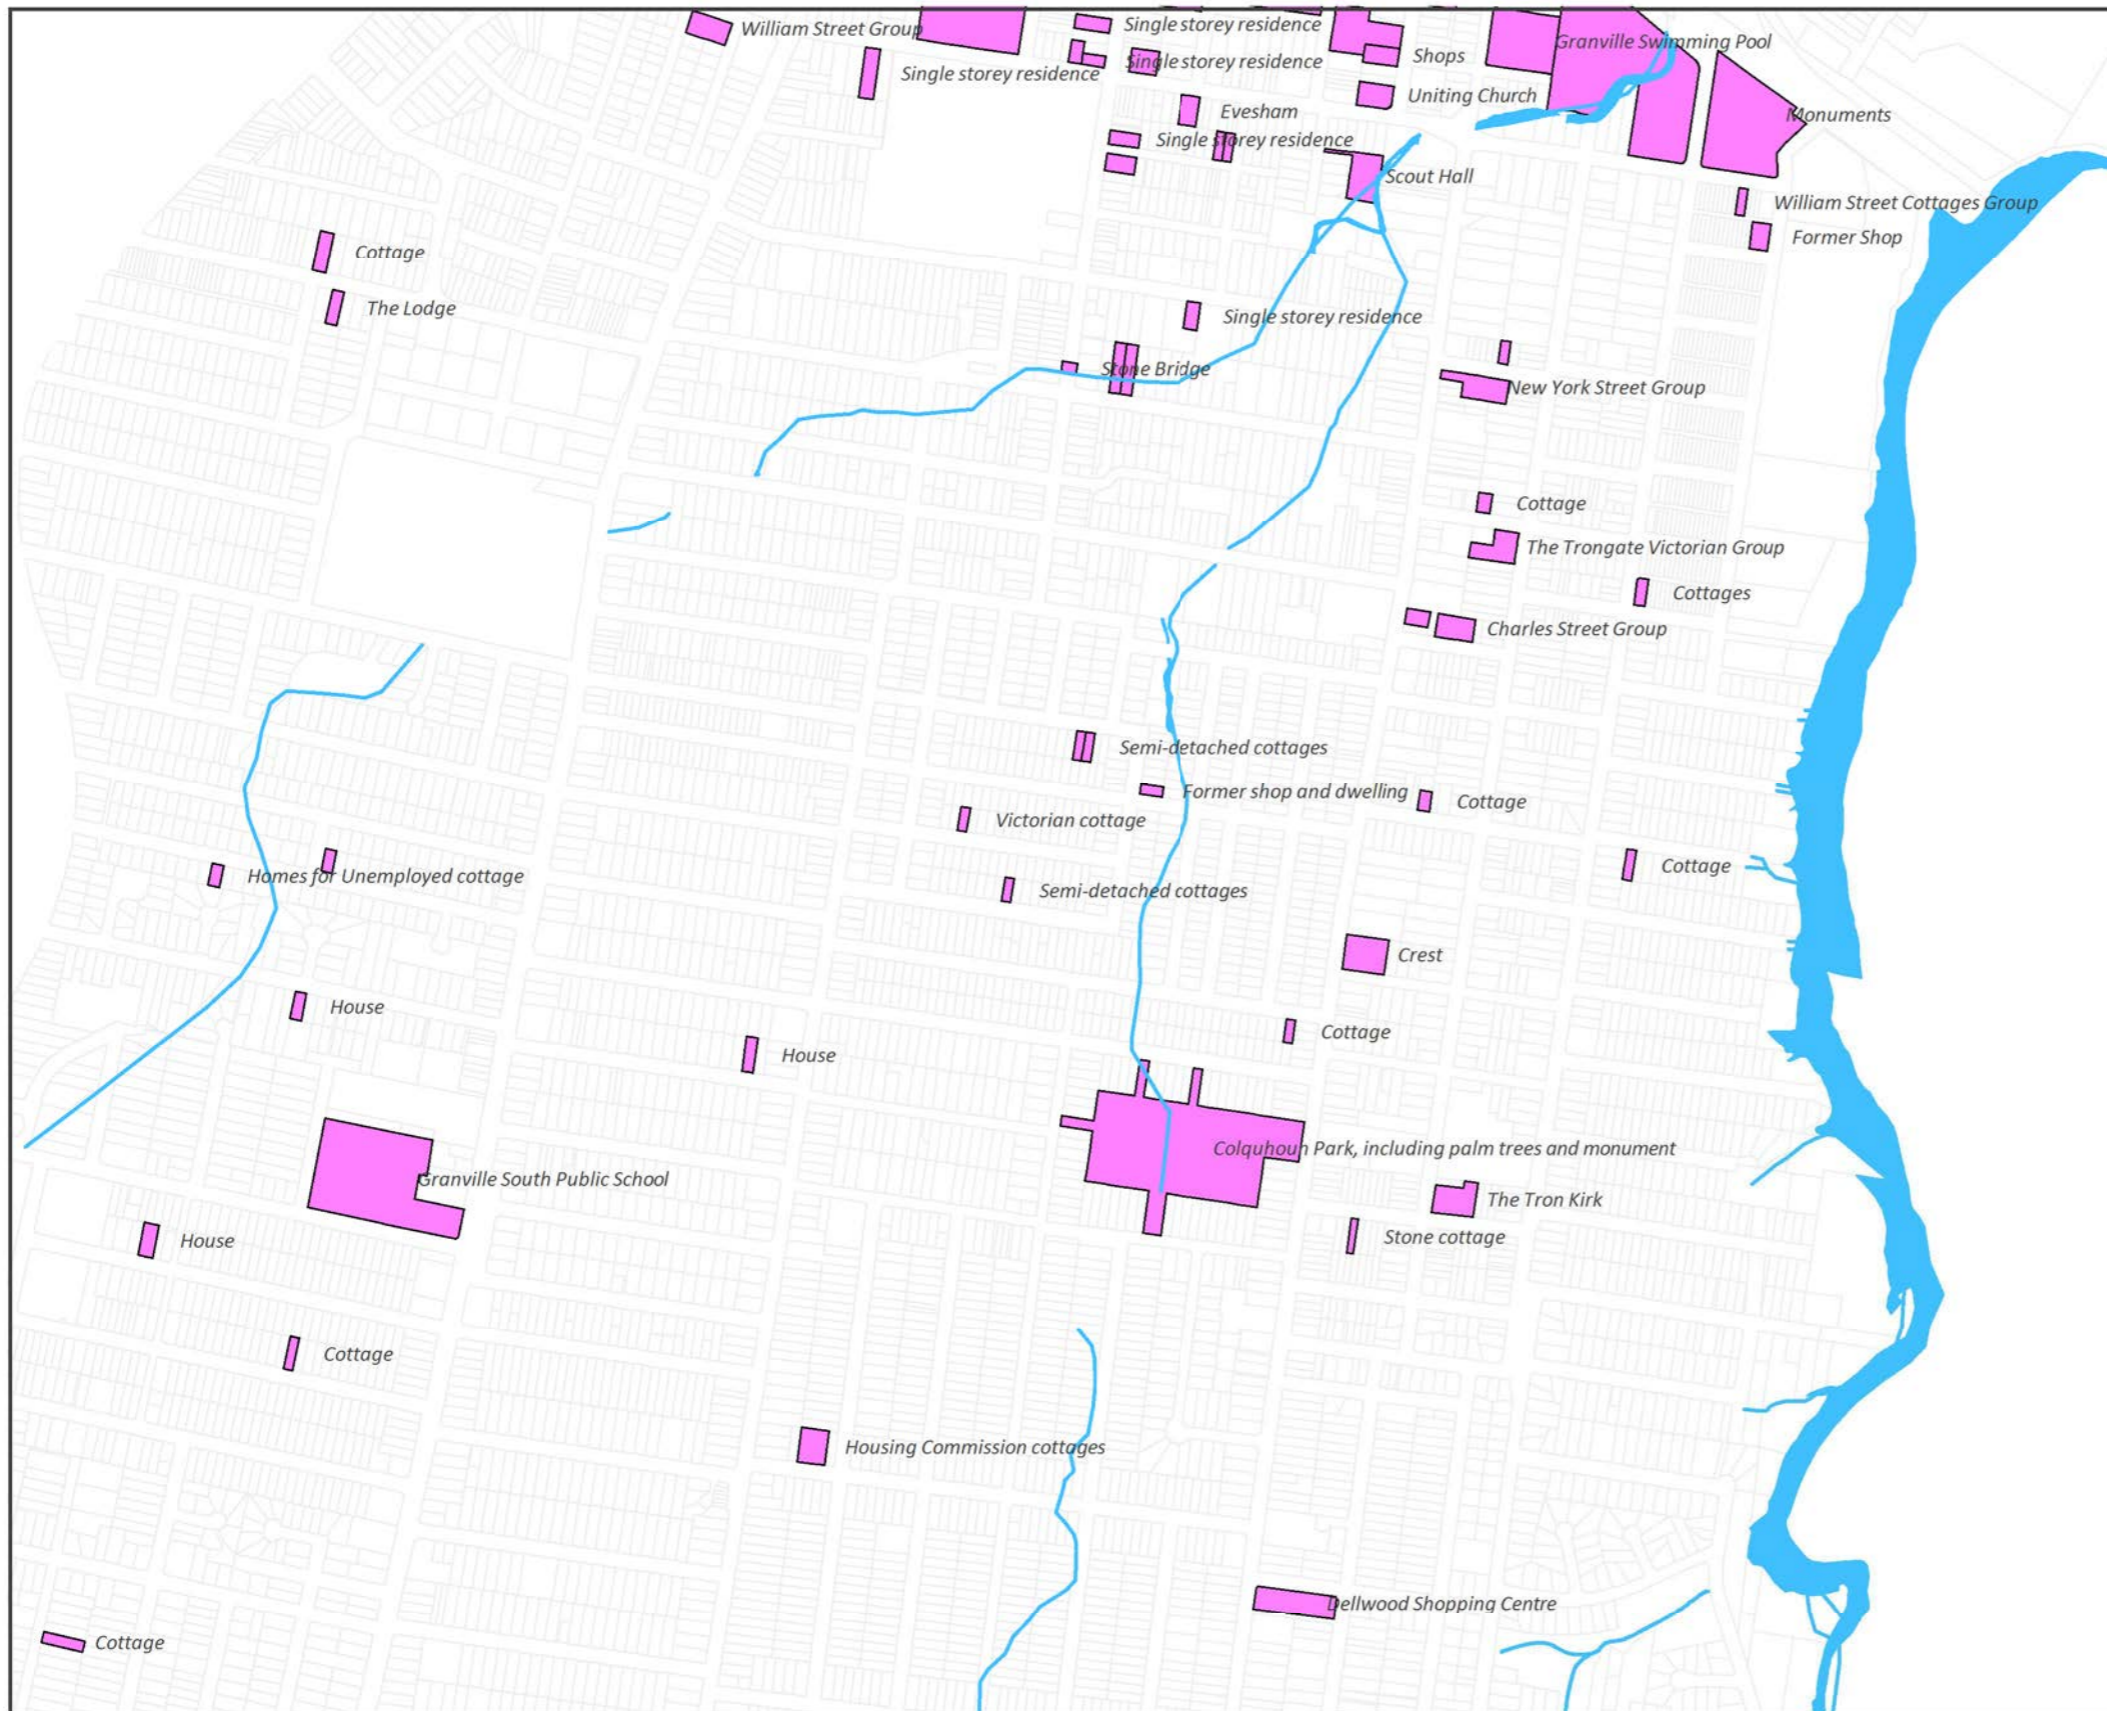 Single storey residence
William Street Group
Granville Swimming Pool
Shops
Single storey residence
Single storey residence
Uniting Church
Evesham
Monuments
Single storey residence
Scout Hall
William Street Cottages Group
Former Shop
Cottage
The Lodge
Single storey residence
Stone Bridge
New York Street Group
Cottage
The Trongate Victorian Group
Cottages
Charles Street Group
Semi-detached cottages
Former shop and dwelling
Cottage
Victorian cottage
Cottage
Homes for Unemployed cottage
Semi-detached cottages
Crest
House
Cottage
House
Colquhoun Park, including palm trees and monument
Granville South Public School
The Tron Kirk
Stone cottage
House
Cottage
Housing Commission cottages
Dellwood Shopping Centre
Cottage